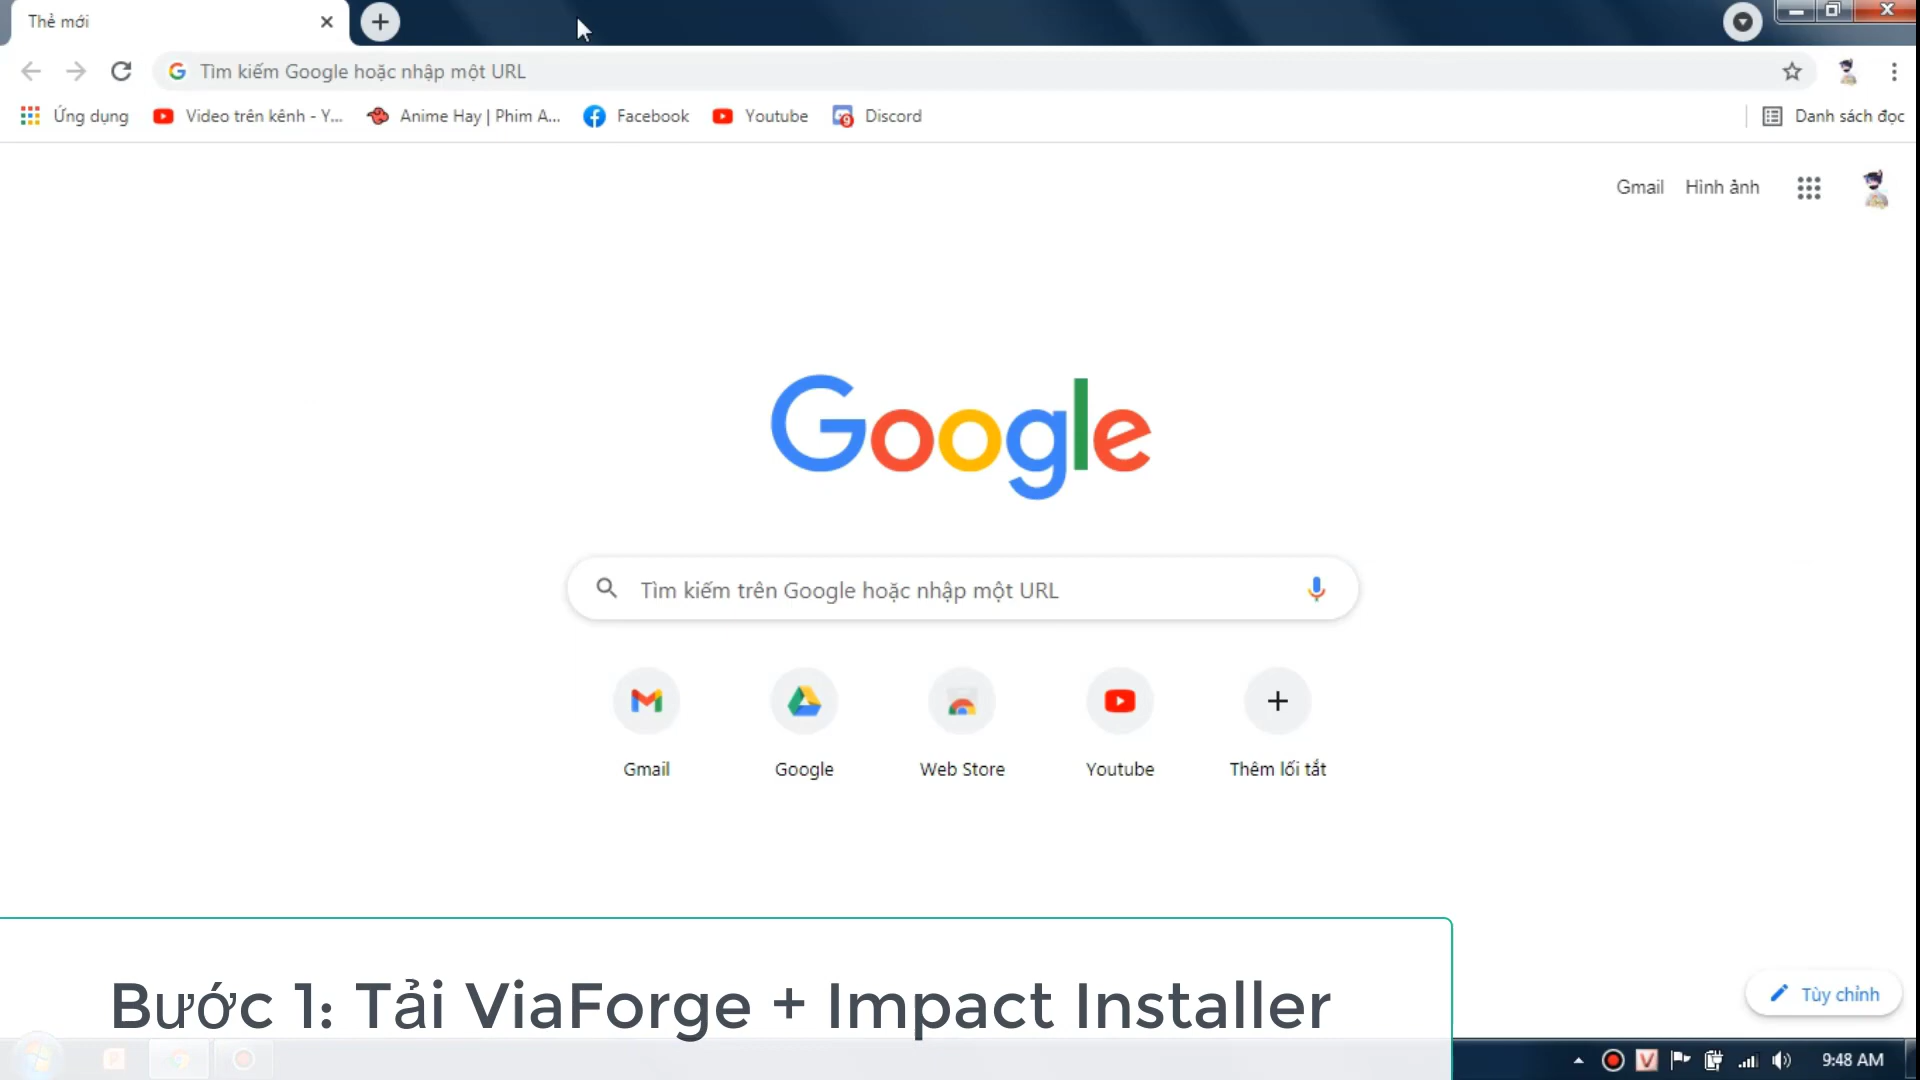 Thẻ mới
Tìm kiếm Google hoặc nhập một URL
Ứng dụng
Video trên kênh - Y...
Anime Hay | Phim A...
Facebook
Youtube
Discord
Danh sách đọc
Gmail
Hình ảnh
Google
Tìm kiếm trên Google hoặc nhập một URL
Gmail
Google
Web Store
Youtube
Thêm lối tắt
Bước 1: Tải ViaForge + Impact Installer
Tùy chỉnh
9:48 AM